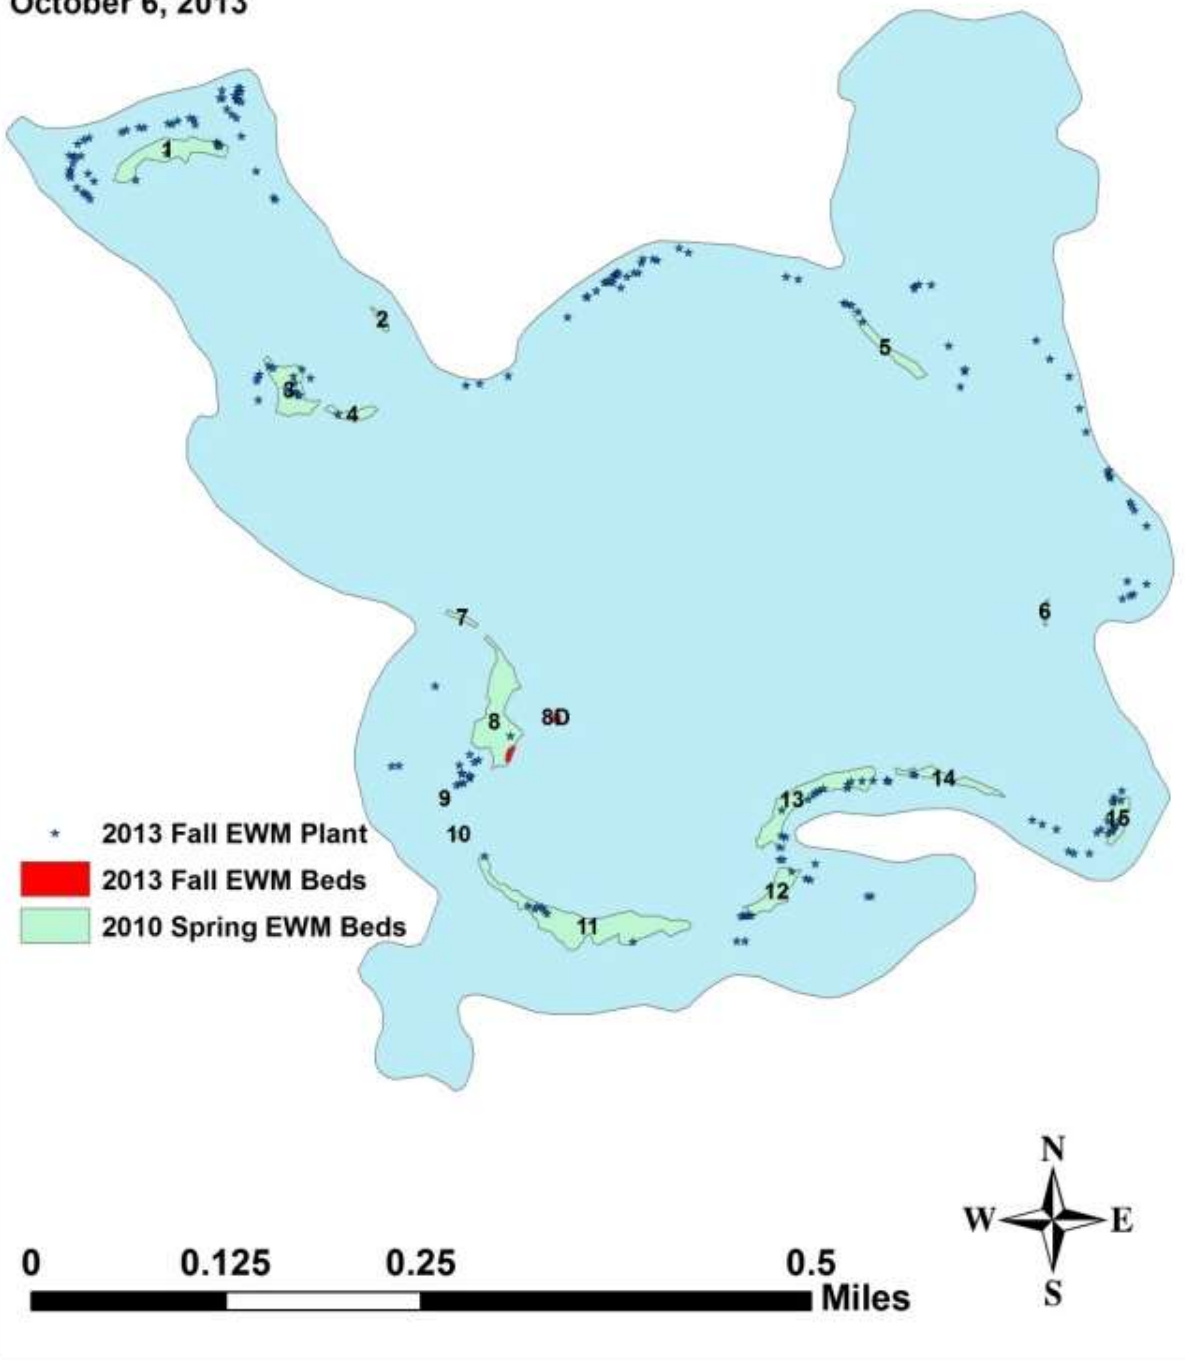 October 6, 2013
1
2
3
4
5
6
7
8
8D
9
10
2013 Fall EWM Plant
2013 Fall EWM Beds
2010 Spring EWM Beds
11
12
13
14
15
N
W E
S
0 0.125 0.25 0.5
Miles